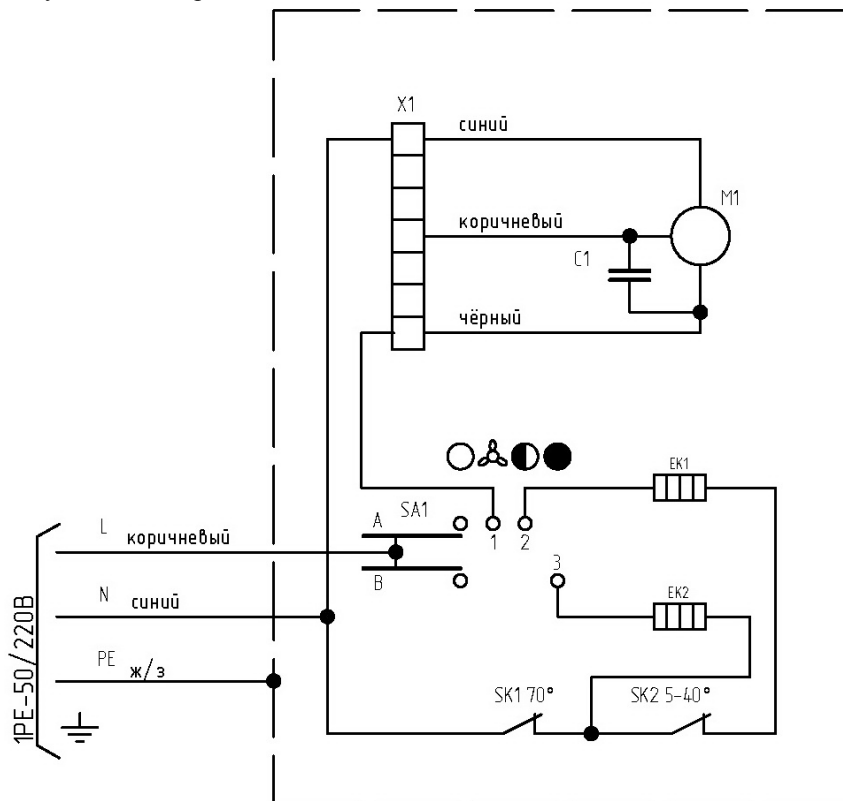 X1
синий
M1
коричневый
C1
чёрный
EK1
SA1
A
1
2
L
коричневый
3
B
EK2
N
синий
PE
ж/з
SK1 70°
SK2 5-40°
1PE-50/220В